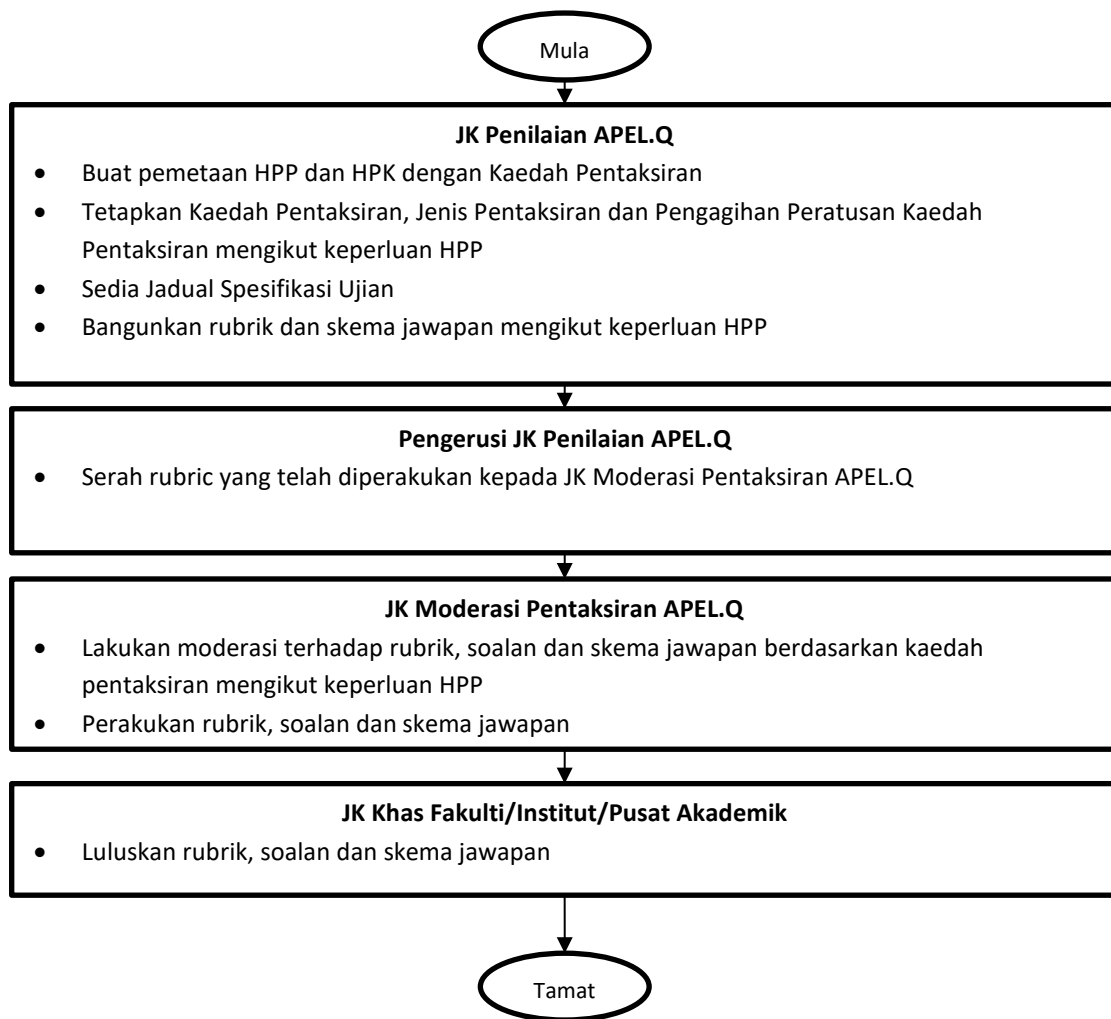 Mula
JK Penilaian APEL.Q
• Buat pemetaan HPP dan HPK dengan Kaedah Pentaksiran
• Tetapkan Kaedah Pentaksiran, Jenis Pentaksiran dan Pengagihan Peratusan Kaedah
Pentaksiran mengikut keperluan HPP
• Sedia Jadual Spesifikasi Ujian
• Bangunkan rubrik dan skema jawapan mengikut keperluan HPP
Pengerusi JK Penilaian APEL.Q
• Serah rubric yang telah diperakukan kepada JK Moderasi Pentaksiran APEL.Q
JK Moderasi Pentaksiran APEL.Q
• Lakukan moderasi terhadap rubrik, soalan dan skema jawapan berdasarkan kaedah
pentaksiran mengikut keperluan HPP
• Perakukan rubrik, soalan dan skema jawapan
JK Khas Fakulti/Institut/Pusat Akademik
• Luluskan rubrik, soalan dan skema jawapan
Tamat